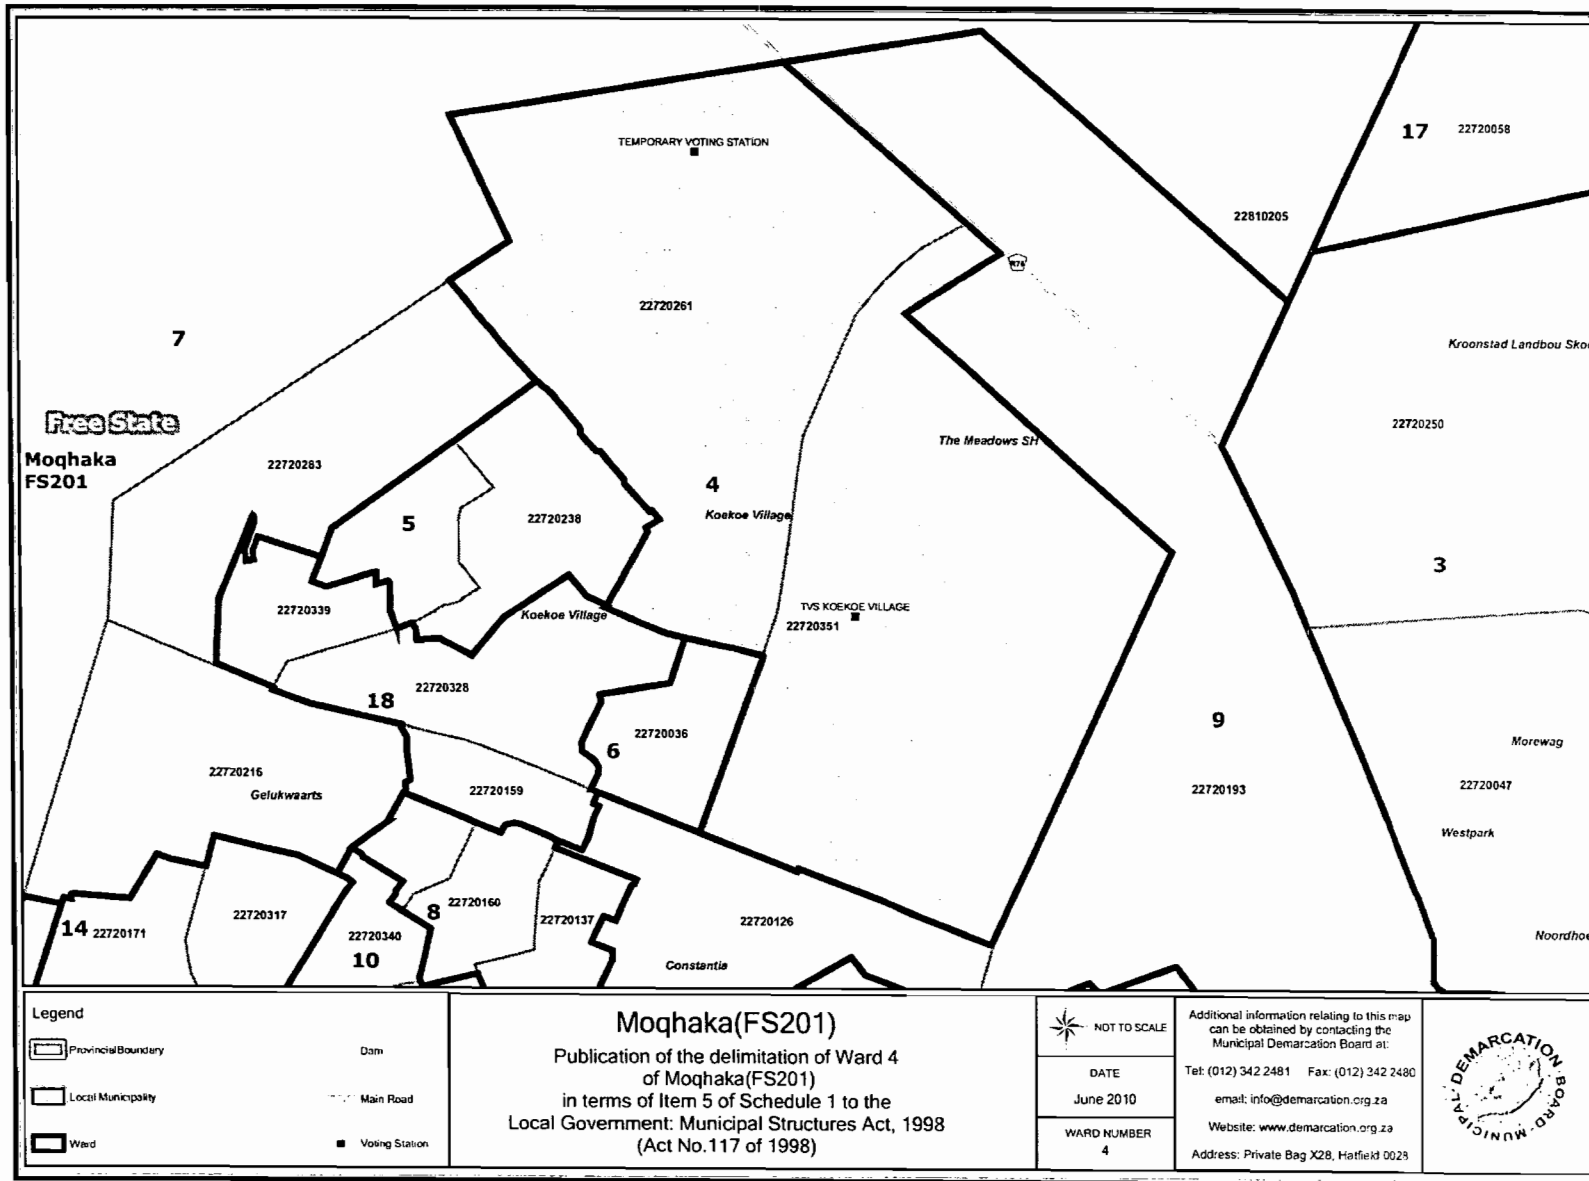 17 22720058
TEMPORARY VOTING STATION
22810205
R76
22720261
7
Kroonstad Landbou
Free State
22720250
Moqhaka
FS201
The Meadows SH
22720283
4
Koekoe Village
5
22720238
3
22720339
Koekoe Village
TVS KOEKOE VILLAGE
22720351
22720328
18
9
6
22720036
Morewag
22720216
Gelukwaarts
22720159
22720193
22720047
Westpark
14 22720171
22720317
8 22720160
22720137
22720126
22720340
10
Constantia
Legend
Provincial Boundary
Dam
Local Municipality
Main Road
Ward
Voting Station
Moqhaka(FS201)
Publication of the delimitation of Ward 4
of Moqhaka(FS201)
in terms of Item 5 of Schedule 1 to the
Local Government: Municipal Structures Act, 1998
(Act No.117 of 1998)
NOT TO SCALE
DATE
June 2010
WARD NUMBER
4
Additional information relating to this map
can be obtained by contacting the
Municipal Demarcation Board at:
Tel: (012) 342 2481 Fax: (012) 342 2480
email: info@demarcation.org.za
Website: www.demarcation.org.za
Address: Private Bag X28, Hatfield 0028
MUNICIPAL DEMARCATION BOARD